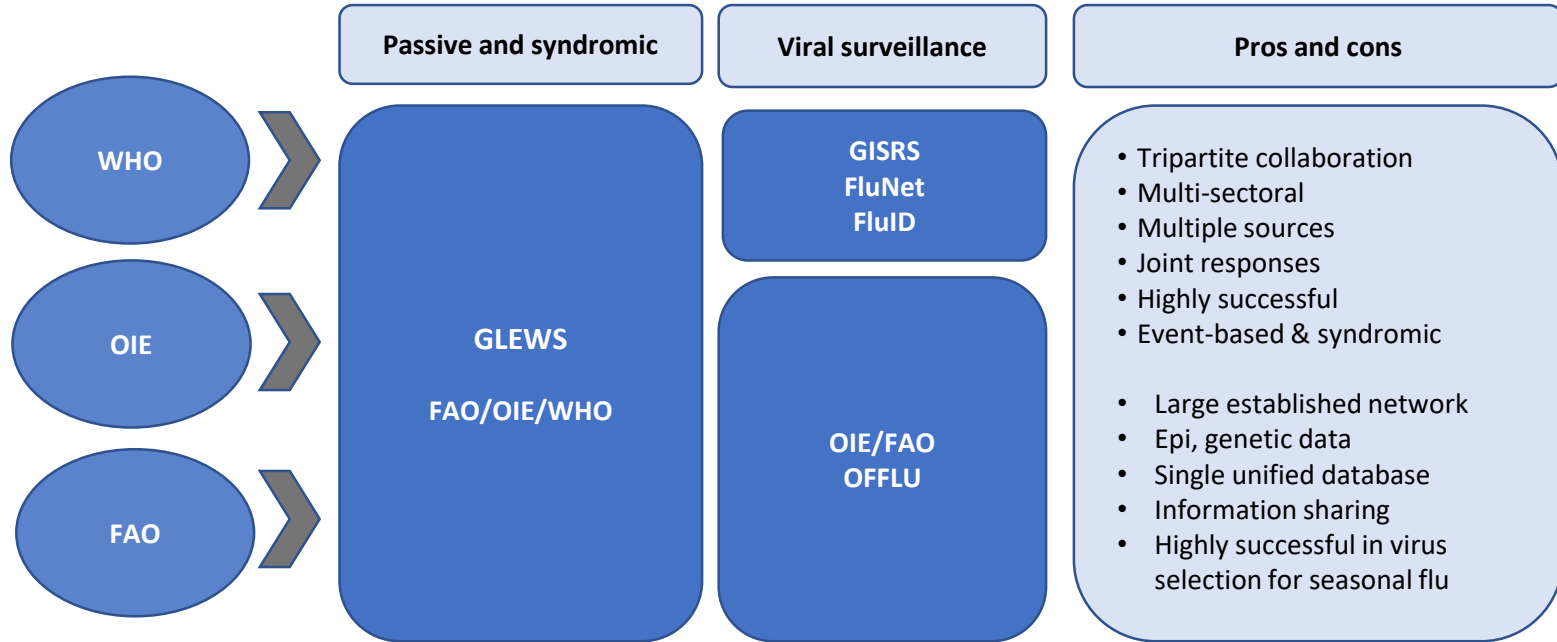 Passive and syndromic
Viral surveillance
Pros and cons
WHO
OIE
FAO
GLEWS
FAO/OIE/WHO
GISRS
FluNet
FluID
OIE/FAO
OFFLU
• Tripartite collaboration
• Multi-sectoral
• Multiple sources
• Joint responses
• Highly successful
• Event-based & syndromic
• Large established network
• Epi, genetic data
• Single unified database
• Information sharing
• Highly successful in virus
selection for seasonal flu